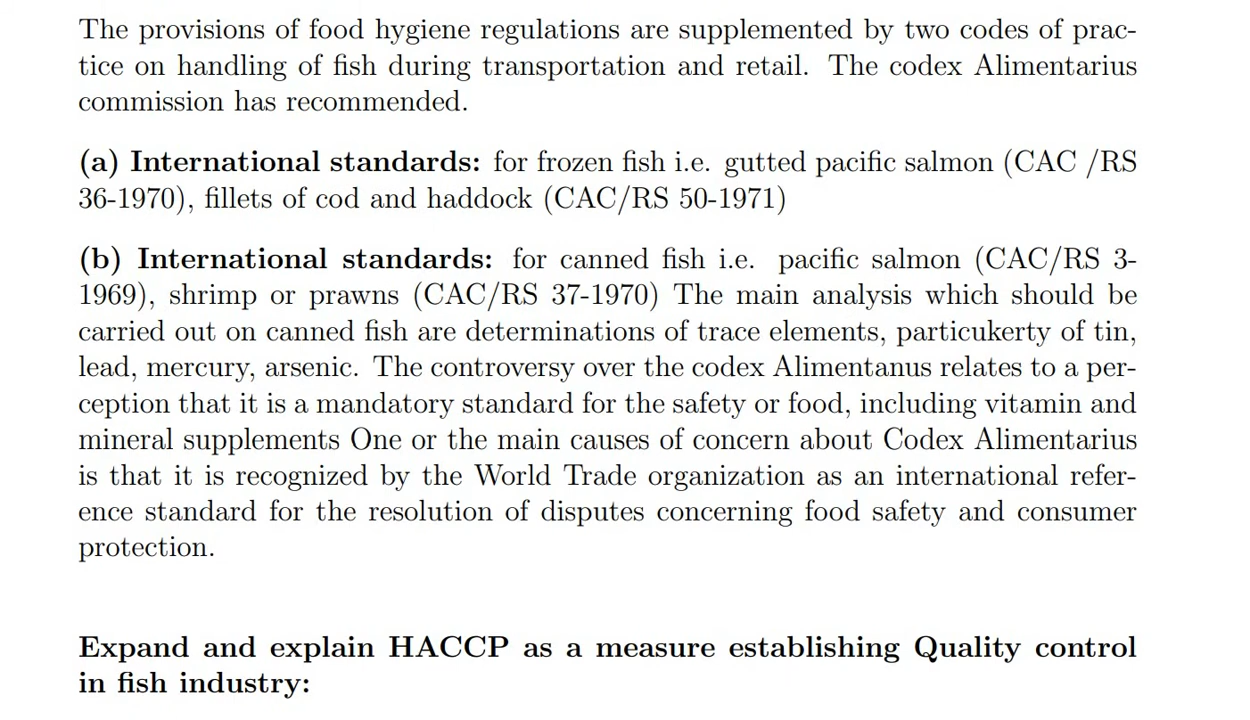 The provisions of food hygiene regulations are supplemented by two codes of prac-
tice on handling of fish during transportation and retail. The codex Alimentarius
commission has recommended.
(a) International standards: for frozen fish i.e. gutted pacific salmon (CAC /RS
36-1970), fillets of cod and haddock (CAC/RS 50-1971)
(b) International standards: for canned fish i.e. pacific salmon (CAC/RS 3-
1969), shrimp or prawns (CAC/RS 37-1970) The main analysis which should be
carried out on canned fish are determinations of trace elements, particukerty of tin,
lead, mercury, arsenic. The controversy over the codex Alimentanus relates to a per-
ception that it is a mandatory standard for the safety or food, including vitamin and
mineral supplements One or the main causes of concern about Codex Alimentarius
is that it is recognized by the World Trade organization as an international refer-
ence standard for the resolution of disputes concerning food safety and consumer
protection.
Expand and explain HACCP as a measure establishing Quality control
in fish industry: